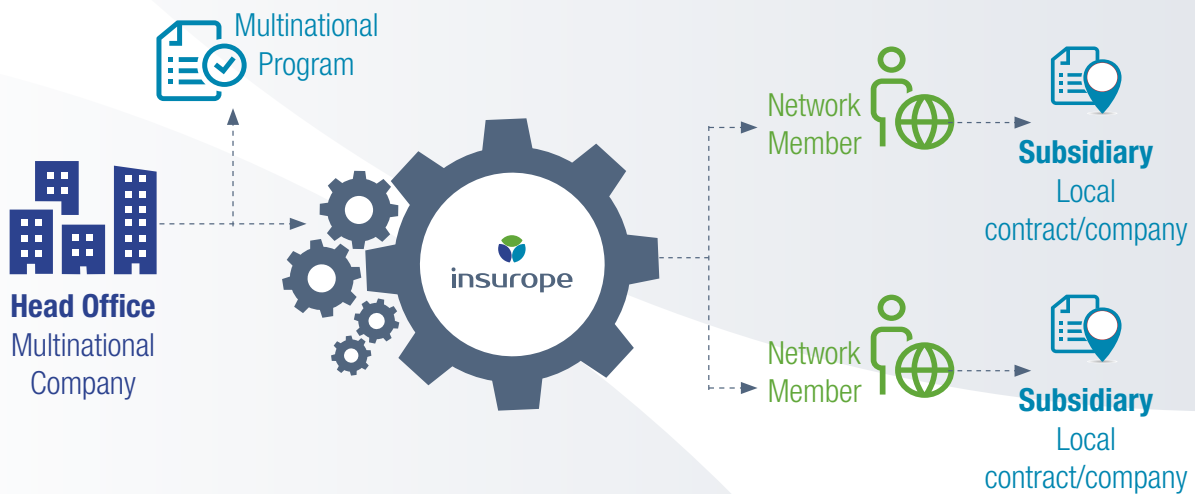 Multinational
Program
Head Office
Multinational
Company
insurope
Network
Member
Subsidiary
Local
contract/company
Network
Member
Subsidiary
Local
contract/company